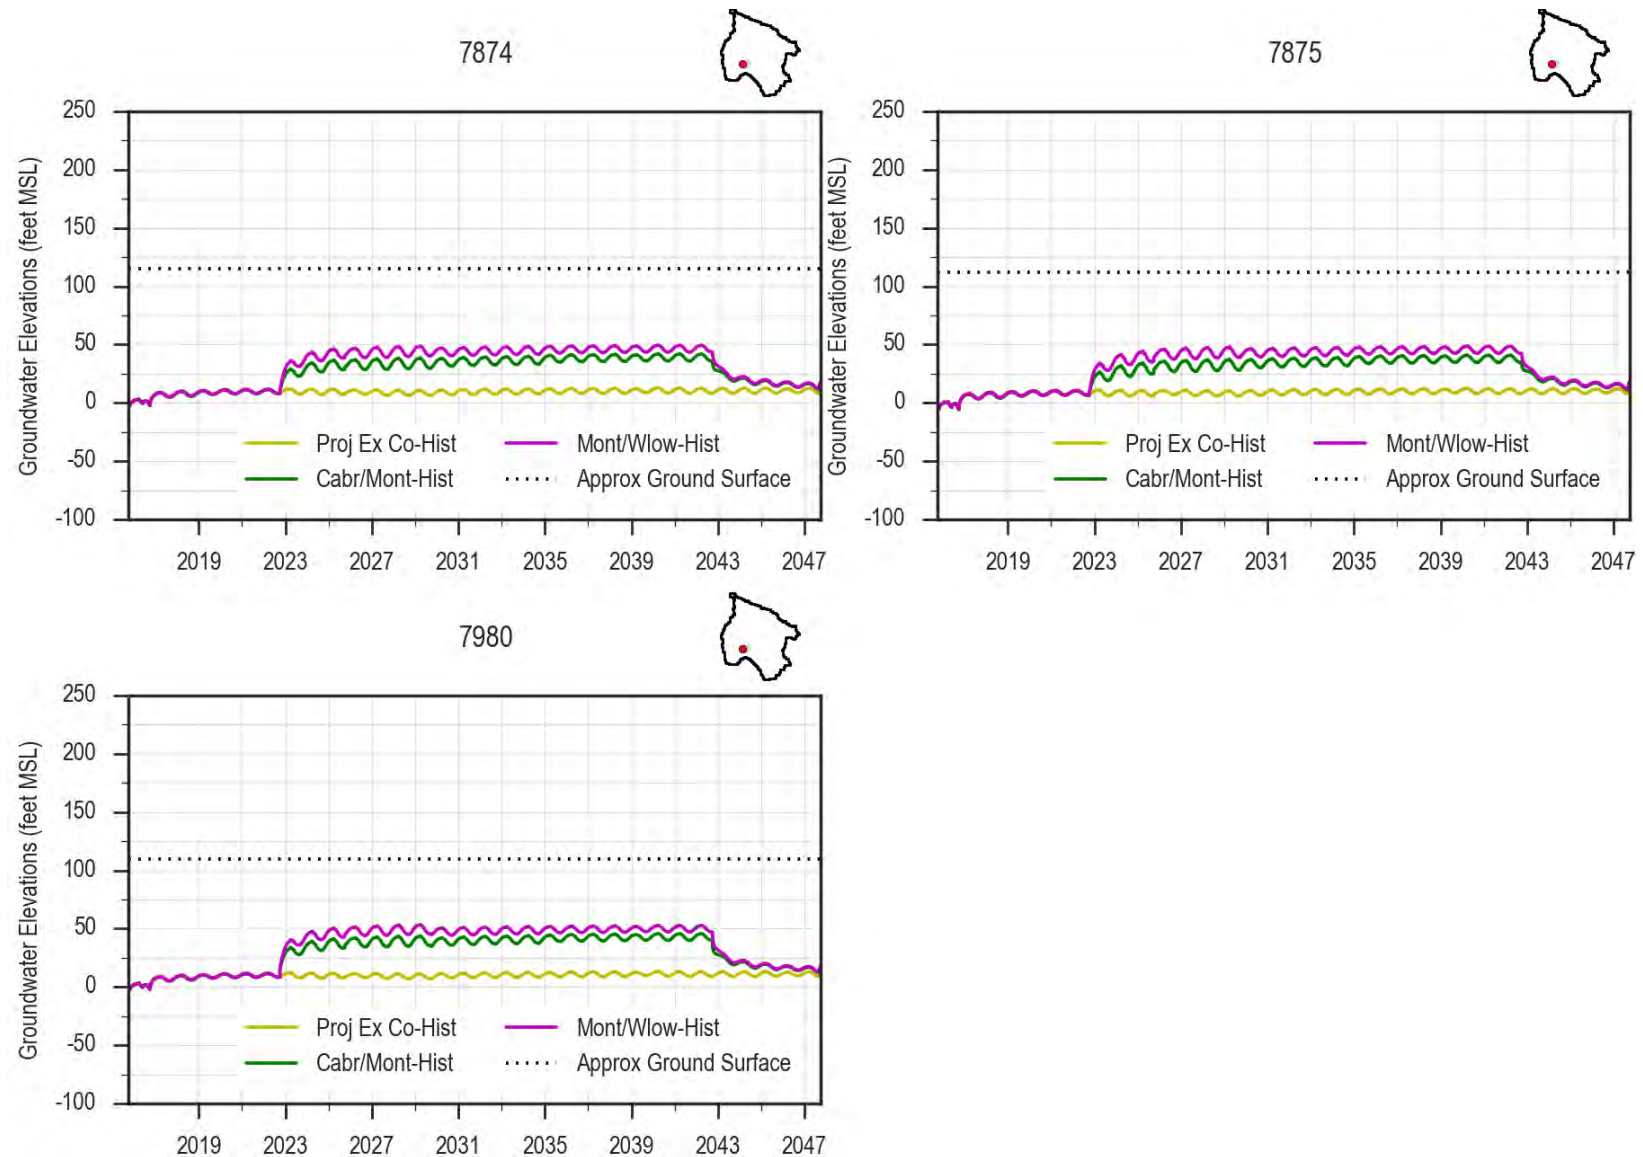 7874
7875
250
200
150
100
50
0
-50
-100
Groundwater Elevations (feet MSL)
Proj Ex Co-Hist
Mont/Wlow-Hist
Cabr/Mont-Hist
Approx Ground Surface
2019 2023 2027 2031 2035 2039 2043 2047
250
200
150
100
50
0
-50
-100
Groundwater Elevations (feet MSL)
Proj Ex Co-Hist
Mont/Wlow-Hist
Cabr/Mont-Hist
Approx Ground Surface
2019 2023 2027 2031 2035 2039 2043 2047
7980
250
200
150
100
50
0
-50
-100
Groundwater Elevations (feet MSL)
Proj Ex Co-Hist
Mont/Wlow-Hist
Cabr/Mont-Hist
Approx Ground Surface
2019 2023 2027 2031 2035 2039 2043 2047